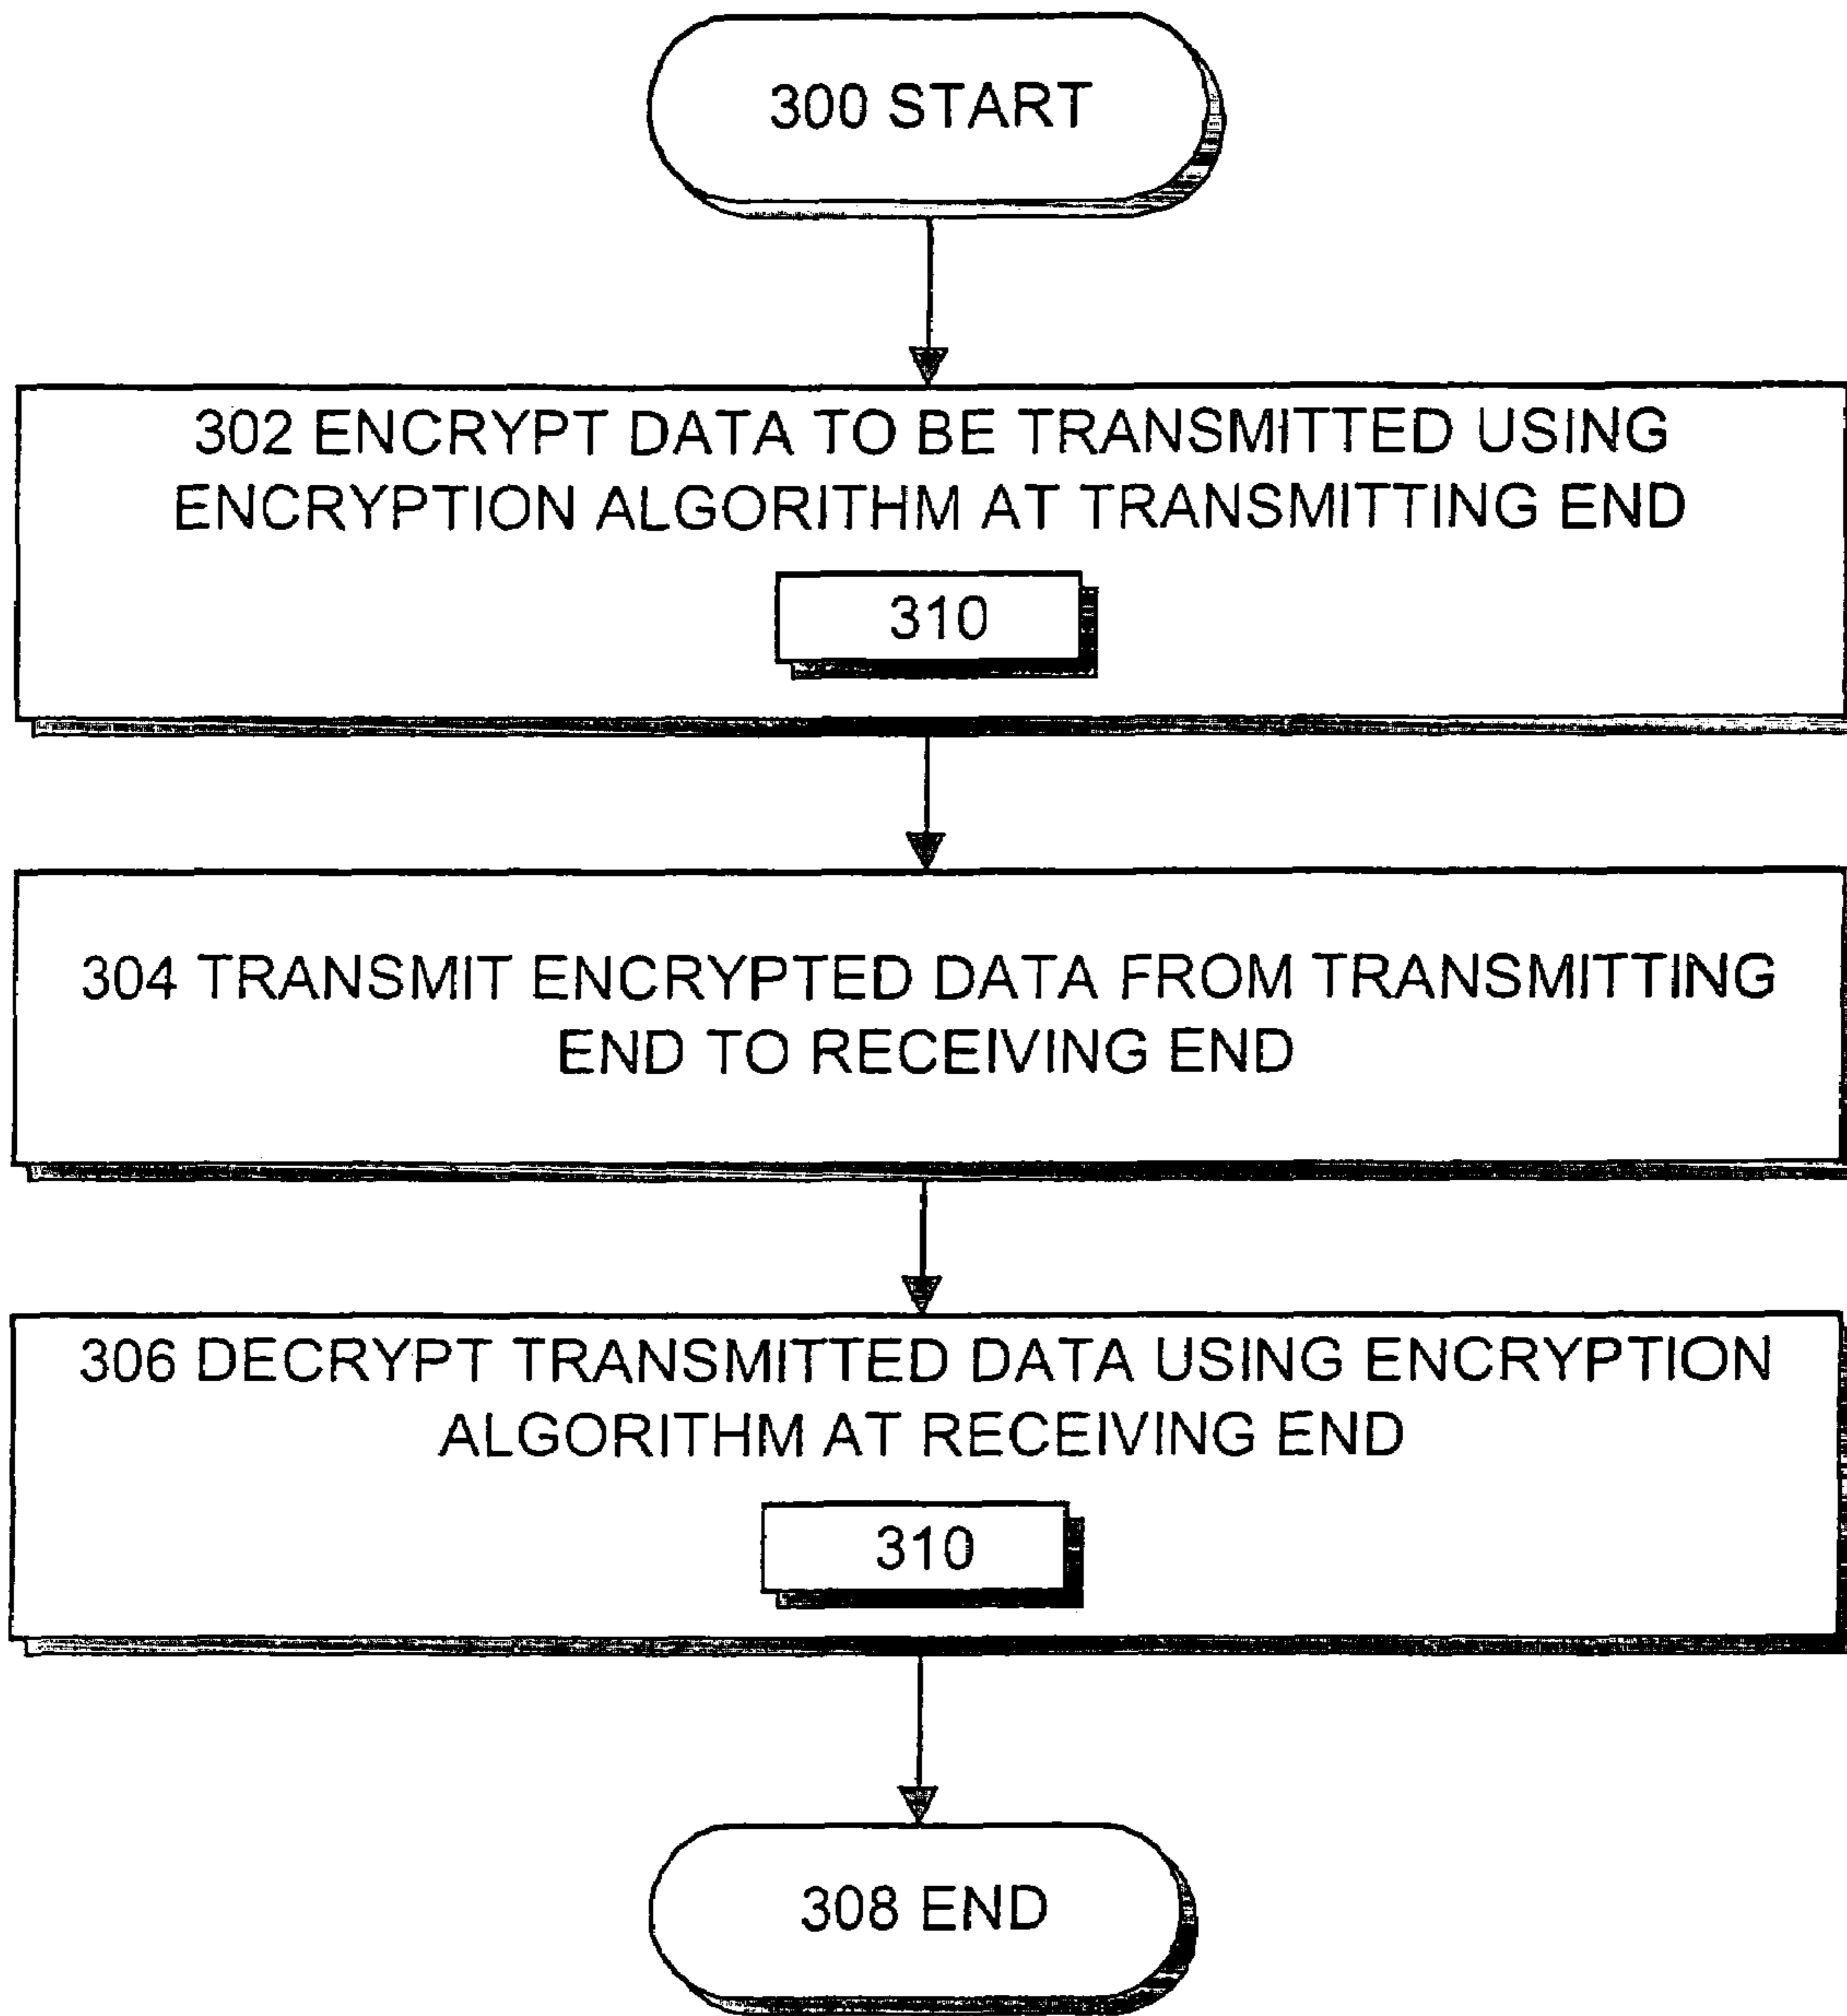 300 START
302 ENCRYPT DATA TO BE TRANSMITTED USING
ENCRYPTION ALGORITHM AT TRANSMITTING END
310
304 TRANSMIT ENCRYPTED DATA FROM TRANSMITTING
END TO RECEIVING END
306 DECRYPT TRANSMITTED DATA USING ENCRYPTION
ALGORITHM AT RECEIVING END
310
308 END